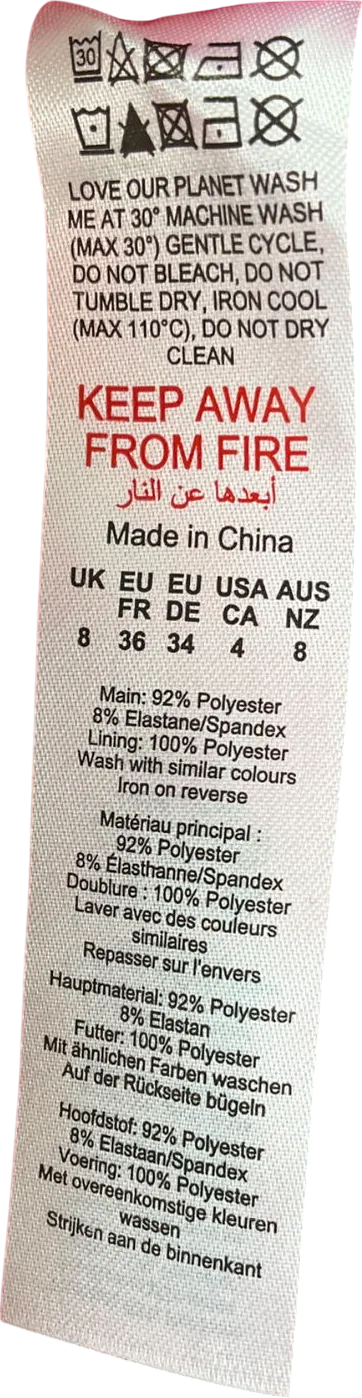 30
LOVE OUR PLANET WASH
ME AT 30° MACHINE WASH
(MAX 30°) GENTLE CYCLE,
DO NOT BLEACH, DO NOT
TUMBLE DRY, IRON COOL
(MAX 110°C), DO NOT DRY
CLEAN
KEEP AWAY
FROM FIRE
أبعدها عن النار
Made in China
UK EU EU USA AUS
FR DE CA NZ
8 36 34 4 8
Main: 92% Polyester
8% Elastane/Spandex
Lining: 100% Polyester
Wash with similar colours
Iron on reverse
Matériau principal :
92% Polyester
8% Élasthanne/Spandex
Doublure : 100% Polyester
Laver avec des couleurs
similaires
Repasser sur l'envers
Hauptmaterial: 92% Polyester
8% Elastan
Futter: 100% Polyester
Mit ähnlichen Farben waschen
Auf der Rückseite bügeln
Hoofdstof: 92% Polyester
8% Elastaan/Spandex
Voering: 100% Polyester
Met overeenkomstige kleuren
wassen
Strijken aan de binnenkant